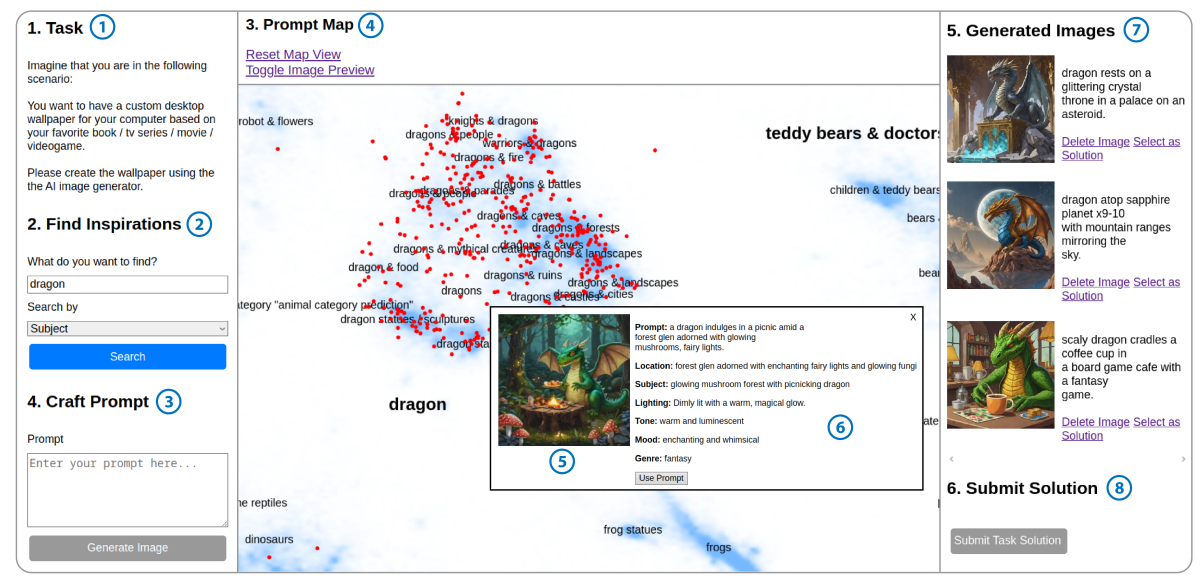 1. Task 1
Imagine that you are in the following
scenario:
You want to have a custom desktop
wallpaper for your computer based on
your favorite book / tv series / movie /
videogame.
Please create the wallpaper using the
the AI image generator.
2. Find Inspirations 2
What do you want to find?
dragon
Search by
Subject
Search
4. Craft Prompt 3
Prompt
Enter your prompt here...
Generate Image
3. Prompt Map 4
Reset Map View
Toggle Image Preview
robot & flowers
knights & dragons
dragons & people
warriors & dragons
dragons & fire
teddy bears & doctors
dragons & battles
dragons & parades
dragons & people
children & teddy bears
dragons & caves
bears
dragons & forests
dragons & caves
dragons & mythical creatures
dragons & landscapes
dragon & food
dragons & ruins
bear
dragons & landscapes
dragons
dragons & castles
dragons & cities
ategory "animal category prediction"
dragon statues / sculptures
dragon sta
dragon
X
Prompt: a dragon indulges in a picnic amid a
forest glen adorned with glowing
mushrooms, fairy lights.
Location: forest glen adorned with enchanting fairy lights and glowing fungi
Subject: glowing mushroom forest with picnicking dragon
Lighting: Dimly lit with a warm, magical glow.
Tone: warm and luminescent
Mood: enchanting and whimsical
Genre: fantasy
Use Prompt
5
6
ate
ne reptiles
dinosaurs
frog statues
frogs
5. Generated Images 7
dragon rests on a
glittering crystal
throne in a palace on an
asteroid.
Delete Image Select as
Solution
dragon atop sapphire
planet x9-10
with mountain ranges
mirroring the
sky.
Delete Image Select as
Solution
scaly dragon cradles a
coffee cup in
a board game cafe with
a fantasy
game.
Delete Image Select as
Solution
‹ ›
6. Submit Solution 8
Submit Task Solution